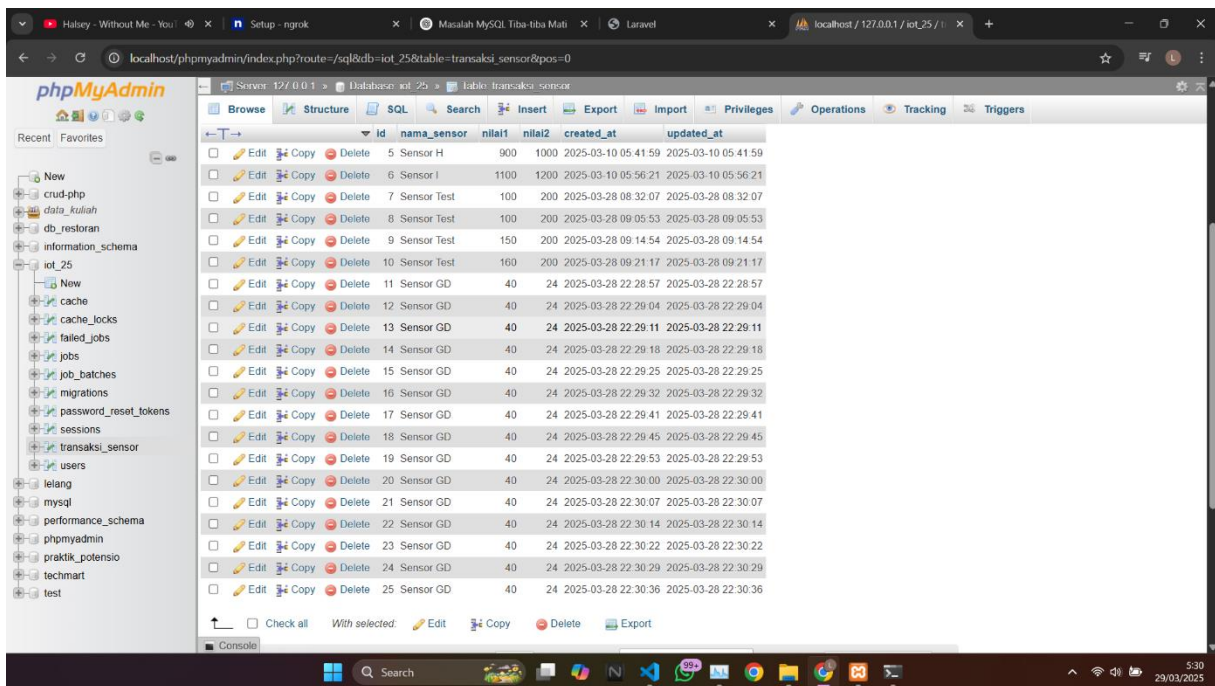 Halsey - Without Me - You
Setup - ngrok
Masalah MySQL Tiba-tiba Mati
Laravel
localhost / 127.0.0.1 / iot_25 / t
localhost/phpmyadmin/index.php?route=/sql&db=iot_25&table=transaksi_sensor&pos=0
L
phpMyAdmin
Recent Favorites
New
crud-php
data_kuliah
db_restoran
information_schema
iot_25
New
cache
cache_locks
failed_jobs
jobs
job_batches
migrations
password_reset_tokens
sessions
transaksi_sensor
users
lelang
mysql
performance_schema
phpmyadmin
praktik_potensio
techmart
test
Server: 127.0.0.1 » Database: iot_25 » Table: transaksi_sensor
Browse Structure SQL Search Insert Export Import Privileges Operations Tracking Triggers
id nama_sensor nilai1 nilai2 created_at updated_at
Edit Copy Delete 5 Sensor H 900 1000 2025-03-10 05:41:59 2025-03-10 05:41:59
Edit Copy Delete 6 Sensor I 1100 1200 2025-03-10 05:56:21 2025-03-10 05:56:21
Edit Copy Delete 7 Sensor Test 100 200 2025-03-28 08:32:07 2025-03-28 08:32:07
Edit Copy Delete 8 Sensor Test 100 200 2025-03-28 09:05:53 2025-03-28 09:05:53
Edit Copy Delete 9 Sensor Test 150 200 2025-03-28 09:14:54 2025-03-28 09:14:54
Edit Copy Delete 10 Sensor Test 160 200 2025-03-28 09:21:17 2025-03-28 09:21:17
Edit Copy Delete 11 Sensor GD 40 24 2025-03-28 22:28:57 2025-03-28 22:28:57
Edit Copy Delete 12 Sensor GD 40 24 2025-03-28 22:29:04 2025-03-28 22:29:04
Edit Copy Delete 13 Sensor GD 40 24 2025-03-28 22:29:11 2025-03-28 22:29:11
Edit Copy Delete 14 Sensor GD 40 24 2025-03-28 22:29:18 2025-03-28 22:29:18
Edit Copy Delete 15 Sensor GD 40 24 2025-03-28 22:29:25 2025-03-28 22:29:25
Edit Copy Delete 16 Sensor GD 40 24 2025-03-28 22:29:32 2025-03-28 22:29:32
Edit Copy Delete 17 Sensor GD 40 24 2025-03-28 22:29:41 2025-03-28 22:29:41
Edit Copy Delete 18 Sensor GD 40 24 2025-03-28 22:29:45 2025-03-28 22:29:45
Edit Copy Delete 19 Sensor GD 40 24 2025-03-28 22:29:53 2025-03-28 22:29:53
Edit Copy Delete 20 Sensor GD 40 24 2025-03-28 22:30:00 2025-03-28 22:30:00
Edit Copy Delete 21 Sensor GD 40 24 2025-03-28 22:30:07 2025-03-28 22:30:07
Edit Copy Delete 22 Sensor GD 40 24 2025-03-28 22:30:14 2025-03-28 22:30:14
Edit Copy Delete 23 Sensor GD 40 24 2025-03-28 22:30:22 2025-03-28 22:30:22
Edit Copy Delete 24 Sensor GD 40 24 2025-03-28 22:30:29 2025-03-28 22:30:29
Edit Copy Delete 25 Sensor GD 40 24 2025-03-28 22:30:36 2025-03-28 22:30:36
Check all With selected: Edit Copy Delete Export
Console
Search
99+
5:30
29/03/2025